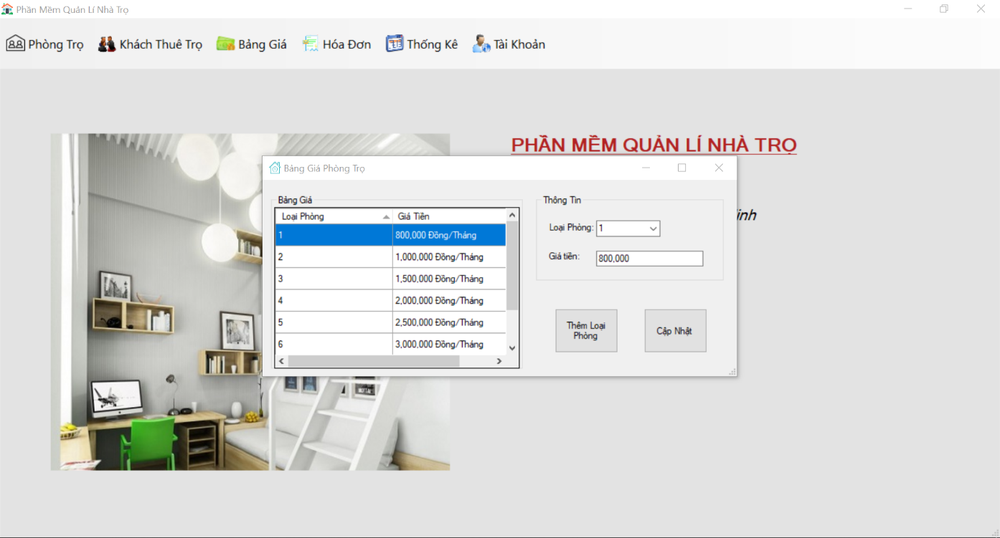 Phần Mềm Quản Lí Nhà Trọ
Phòng Trọ Khách Thuê Trọ Bảng Giá Hóa Đơn Thống Kê Tài Khoản
PHẦN MỀM QUẢN LÍ NHÀ TRỌ
Bảng Giá Phòng Trọ
Bảng Giá
Loại Phòng Giá Tiền
1 800,000 Đồng/Tháng
2 1,000,000 Đồng/Tháng
3 1,500,000 Đồng/Tháng
4 2,000,000 Đồng/Tháng
5 2,500,000 Đồng/Tháng
6 3,000,000 Đồng/Tháng
Thông Tin
Loại Phòng: 1
Giá tiền: 800,000
Thêm Loại
Phòng
Cập Nhật